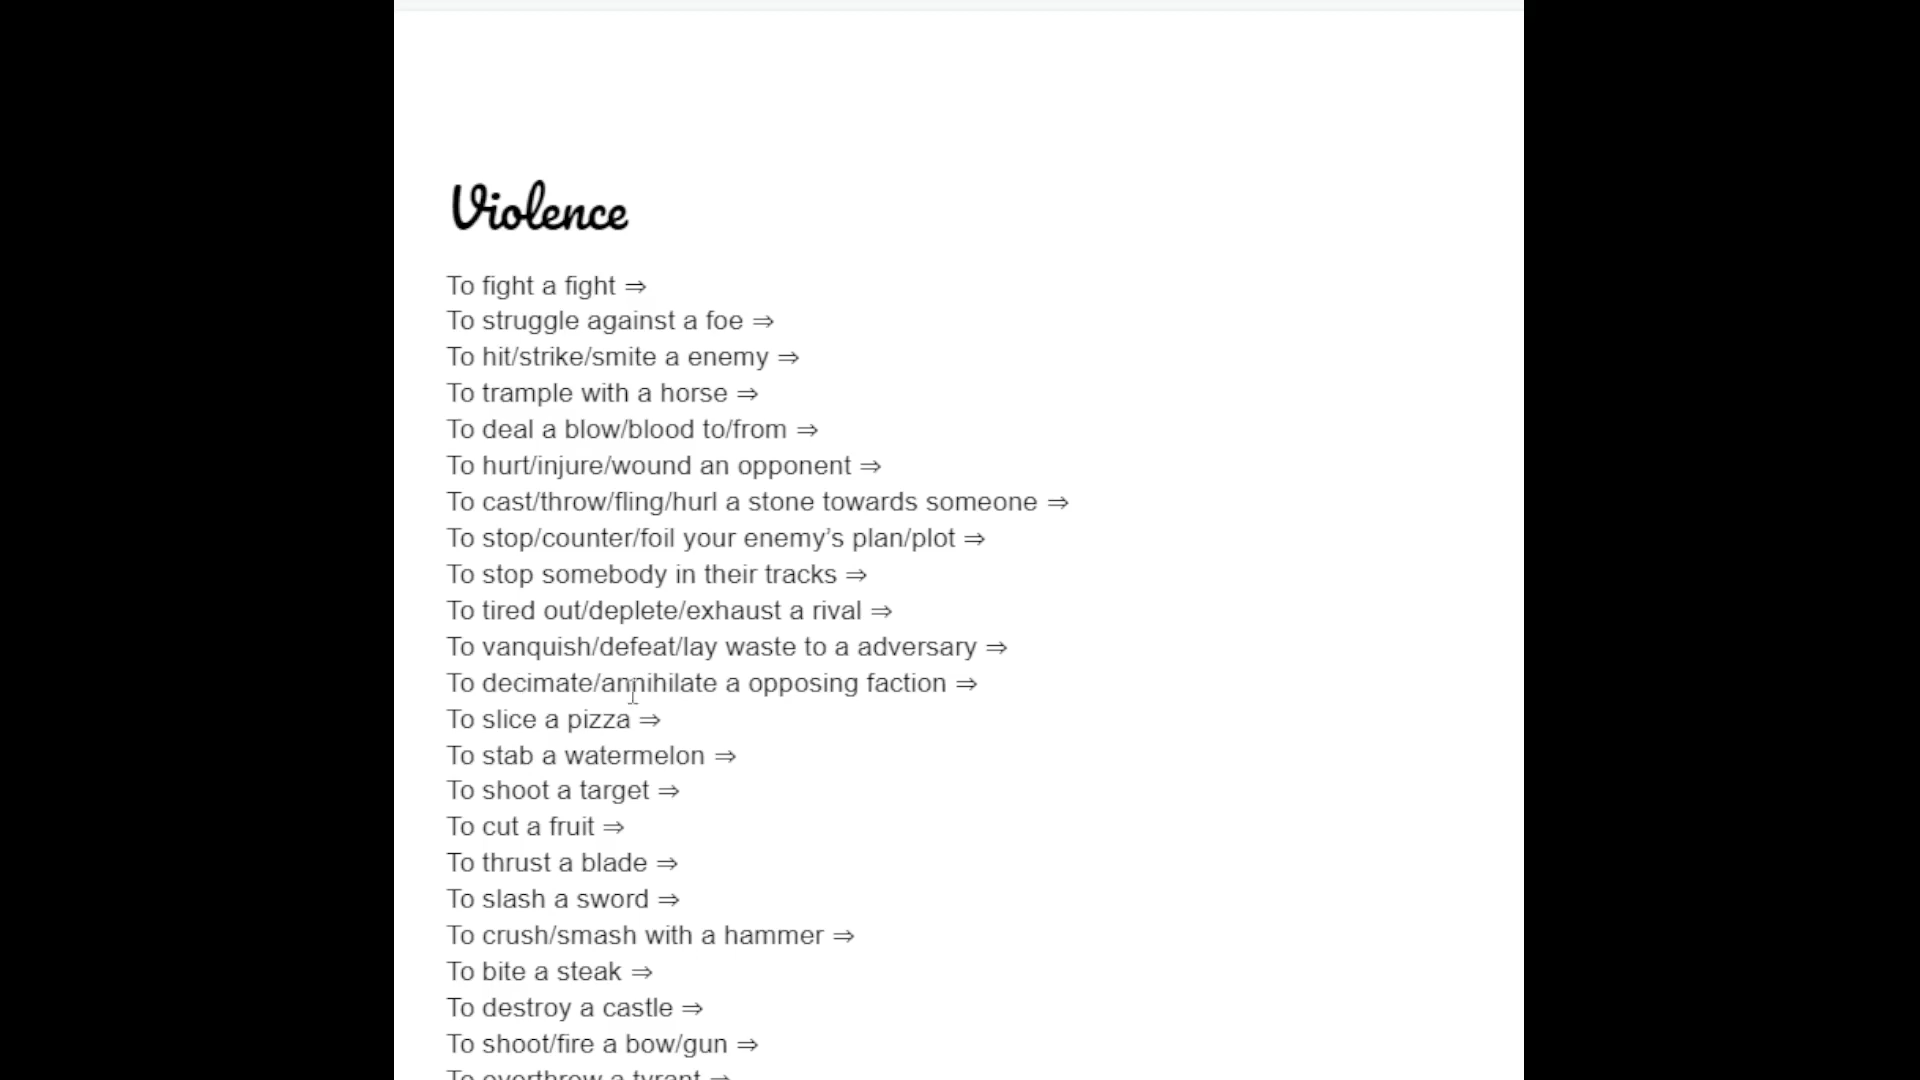 Violence
To fight a fight ⇒
To struggle against a foe ⇒
To hit/strike/smite a enemy ⇒
To trample with a horse ⇒
To deal a blow/blood to/from ⇒
To hurt/injure/wound an opponent ⇒
To cast/throw/fling/hurl a stone towards someone ⇒
To stop/counter/foil your enemy’s plan/plot ⇒
To stop somebody in their tracks ⇒
To tired out/deplete/exhaust a rival ⇒
To vanquish/defeat/lay waste to a adversary ⇒
To decimate/annihilate a opposing faction ⇒
To slice a pizza ⇒
To stab a watermelon ⇒
To shoot a target ⇒
To cut a fruit ⇒
To thrust a blade ⇒
To slash a sword ⇒
To crush/smash with a hammer ⇒
To bite a steak ⇒
To destroy a castle ⇒
To shoot/fire a bow/gun ⇒
To overthrow a tyrant ⇒